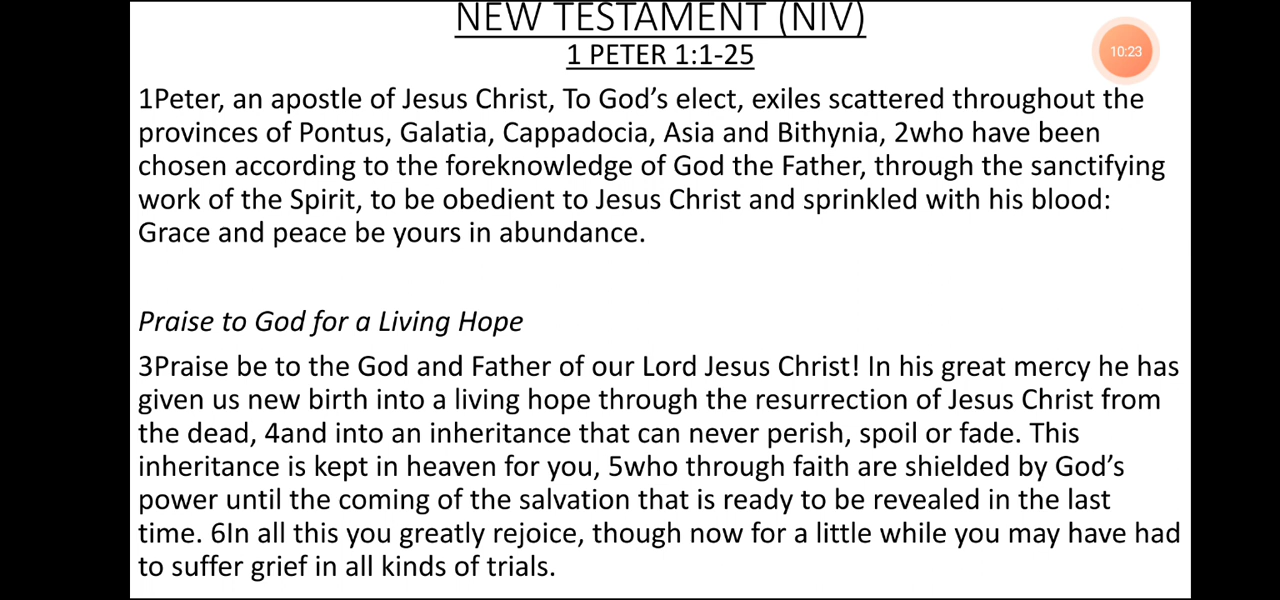 NEW TESTAMENT (NIV)
1 PETER 1:1-25
10:23
1Peter, an apostle of Jesus Christ, To God’s elect, exiles scattered throughout the
provinces of Pontus, Galatia, Cappadocia, Asia and Bithynia, 2who have been
chosen according to the foreknowledge of God the Father, through the sanctifying
work of the Spirit, to be obedient to Jesus Christ and sprinkled with his blood:
Grace and peace be yours in abundance.
Praise to God for a Living Hope
3Praise be to the God and Father of our Lord Jesus Christ! In his great mercy he has
given us new birth into a living hope through the resurrection of Jesus Christ from
the dead, 4and into an inheritance that can never perish, spoil or fade. This
inheritance is kept in heaven for you, 5who through faith are shielded by God’s
power until the coming of the salvation that is ready to be revealed in the last
time. 6In all this you greatly rejoice, though now for a little while you may have had
to suffer grief in all kinds of trials.